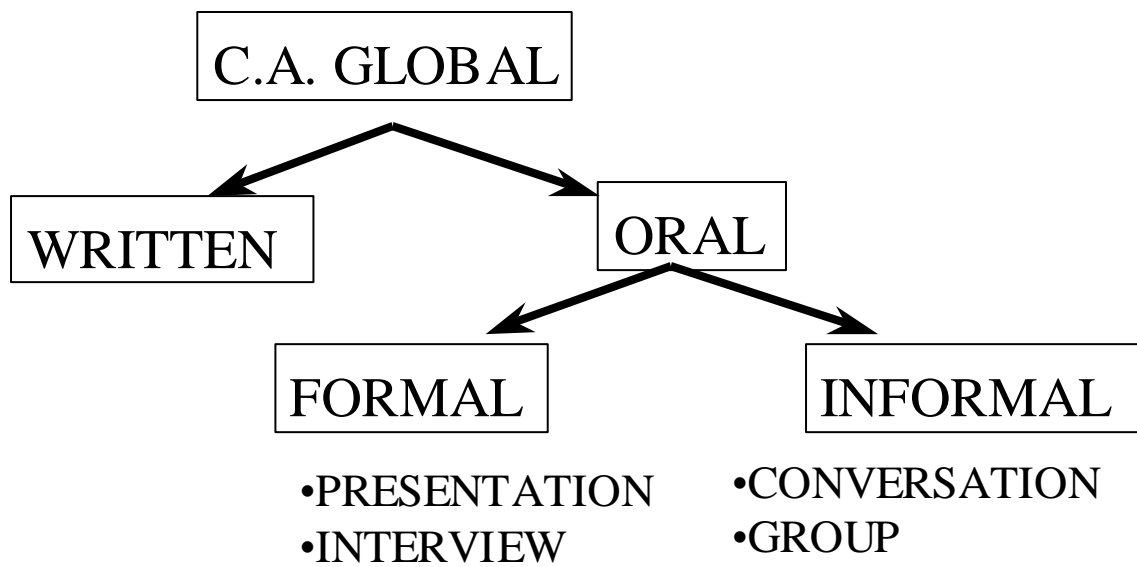 C.A. GLOBAL
WRITTEN
ORAL
FORMAL
INFORMAL
•PRESENTATION
•INTERVIEW
•CONVERSATION
•GROUP